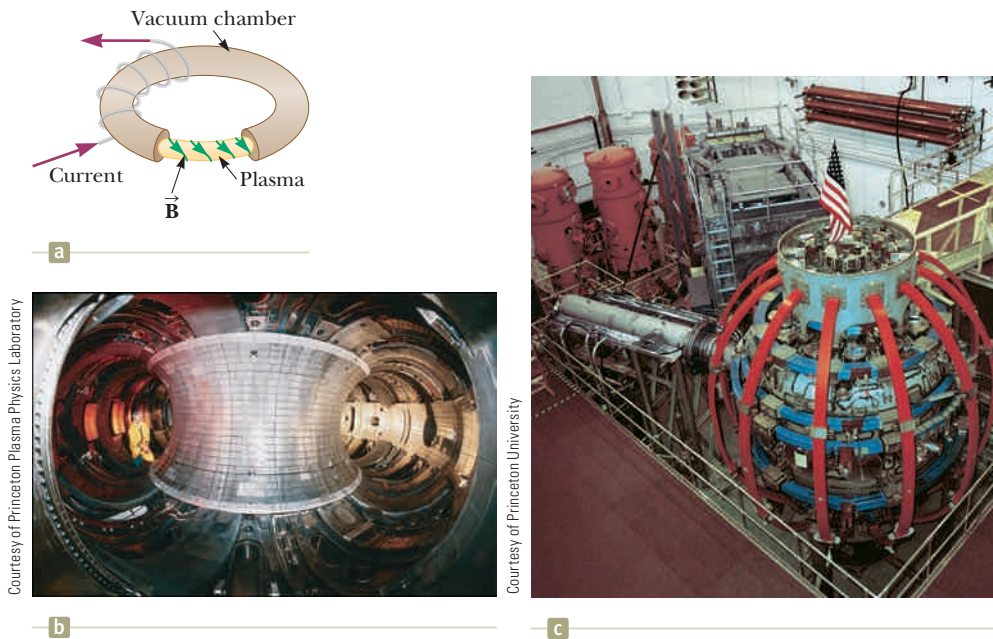 Vacuum chamber
Current
Plasma
B
a
Courtesy of Princeton Plasma Physics Laboratory
b
Courtesy of Princeton University
c